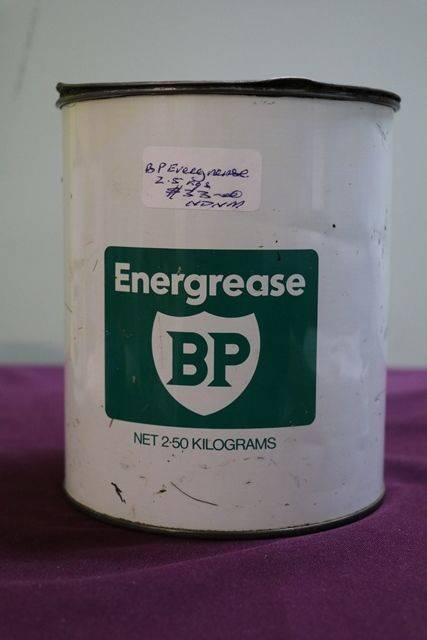 BP Energrease
2.5 Kgs
Energrease
BP
NET 2·50 KILOGRAMS